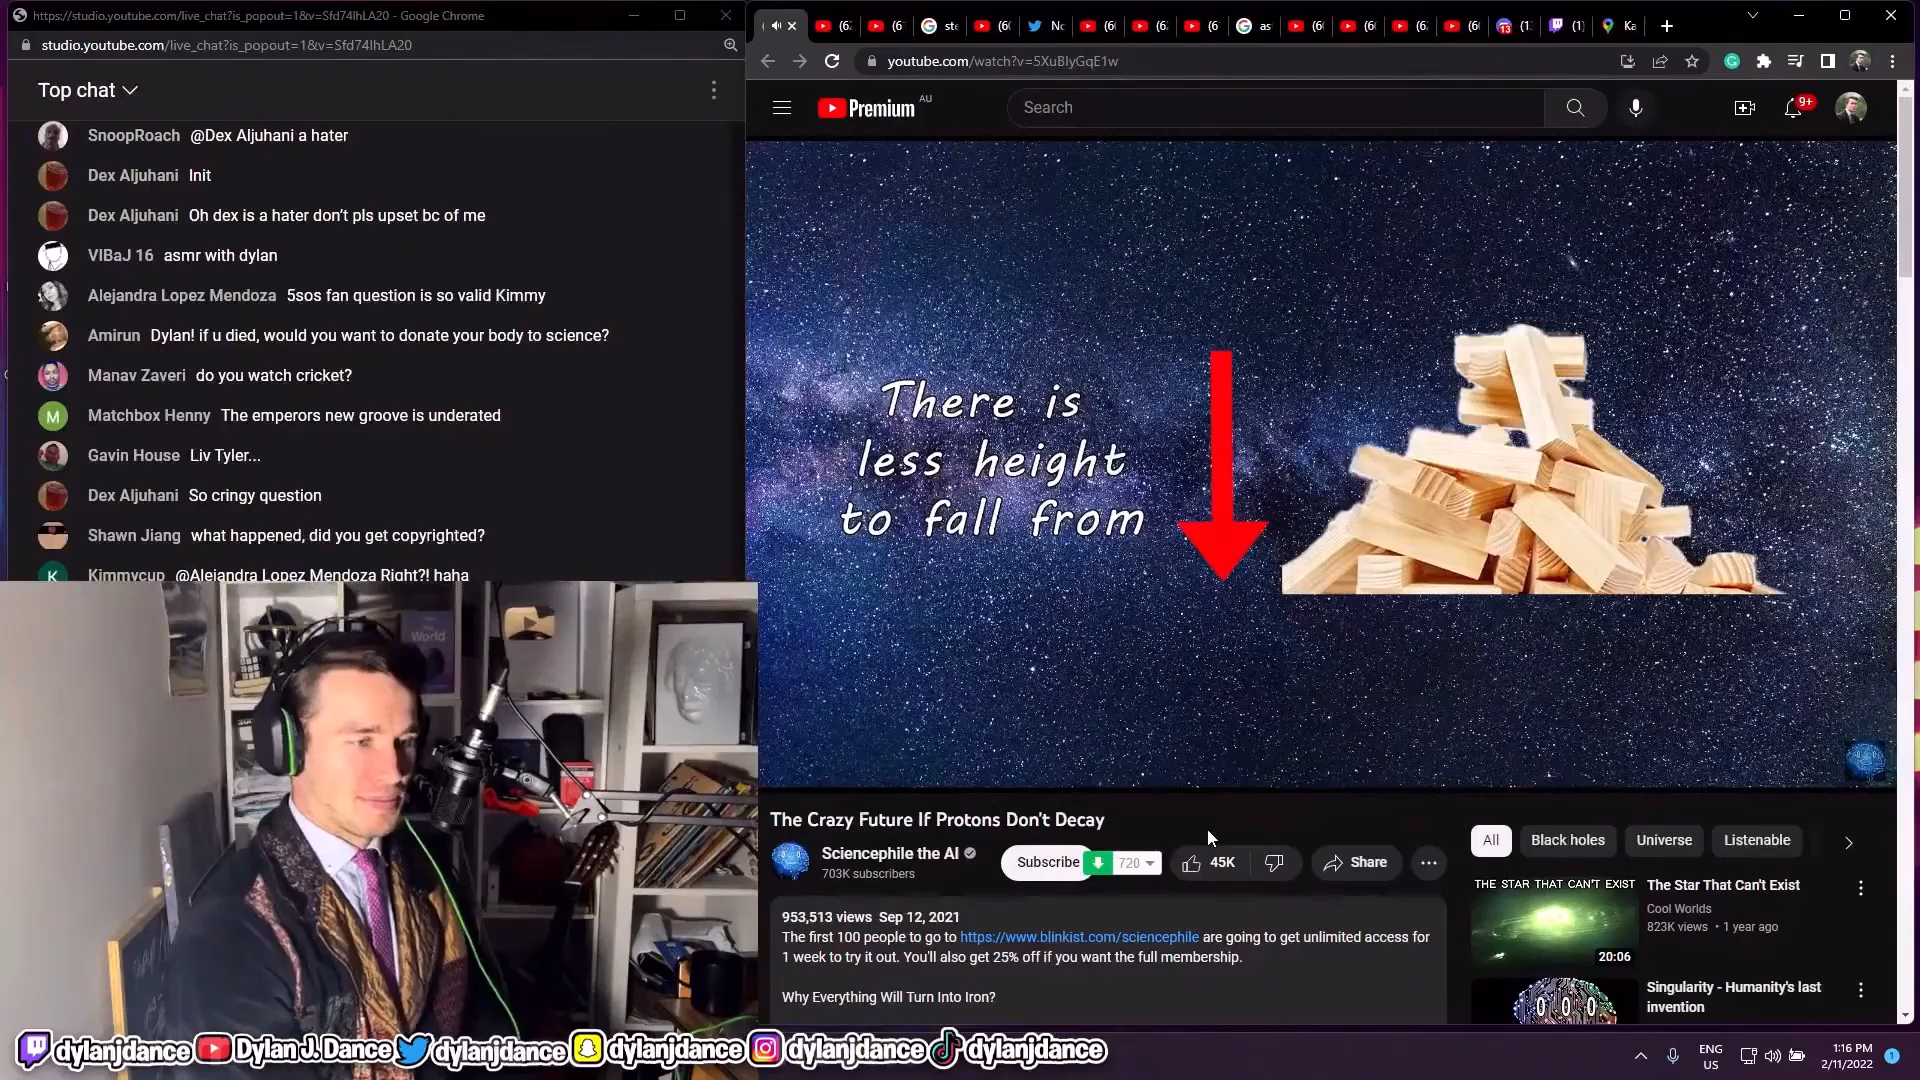 https://studio.youtube.com/live_chat?is_popout=1&v=Sfd74IhLA20 - Google Chrome
studio.youtube.com/live_chat?is_popout=1&v=Sfd74IhLA20
Top chat
SnoopRoach @Dex Aljuhani a hater
Dex Aljuhani Init
Dex Aljuhani Oh dex is a hater don't pls upset bc of me
VIBaJ 16 asmr with dylan
Alejandra Lopez Mendoza 5sos fan question is so valid Kimmy
Amirun Dylan! if u died, would you want to donate your body to science?
Manav Zaveri do you watch cricket?
M Matchbox Henny The emperors new groove is underated
Gavin House Liv Tyler...
Dex Aljuhani So cringy question
Shawn Jiang what happened, did you get copyrighted?
K Kimmycup @Alejandra Lopez Mendoza Right?! haha
youtube.com/watch?v=5XuBIyGqE1w
Premium AU
Search
9+
There is
less height
to fall from
The Crazy Future If Protons Don't Decay
Sciencephile the AI
703K subscribers
Subscribe
720
45K
Share
953,513 views Sep 12, 2021
The first 100 people to go to https://www.blinkist.com/sciencephile are going to get unlimited access for
1 week to try it out. You'll also get 25% off if you want the full membership.
Why Everything Will Turn Into Iron?
All
Black holes
Universe
Listenable
THE STAR THAT CAN'T EXIST
20:06
The Star That Can't Exist
Cool Worlds
823K views • 1 year ago
Singularity - Humanity's last
invention
dylanjdance
Dylan J. Dance
dylanjdance
dylanjdance
dylanjdance
dylanjdance
ENG
US
1:16 PM
2/11/2022
1